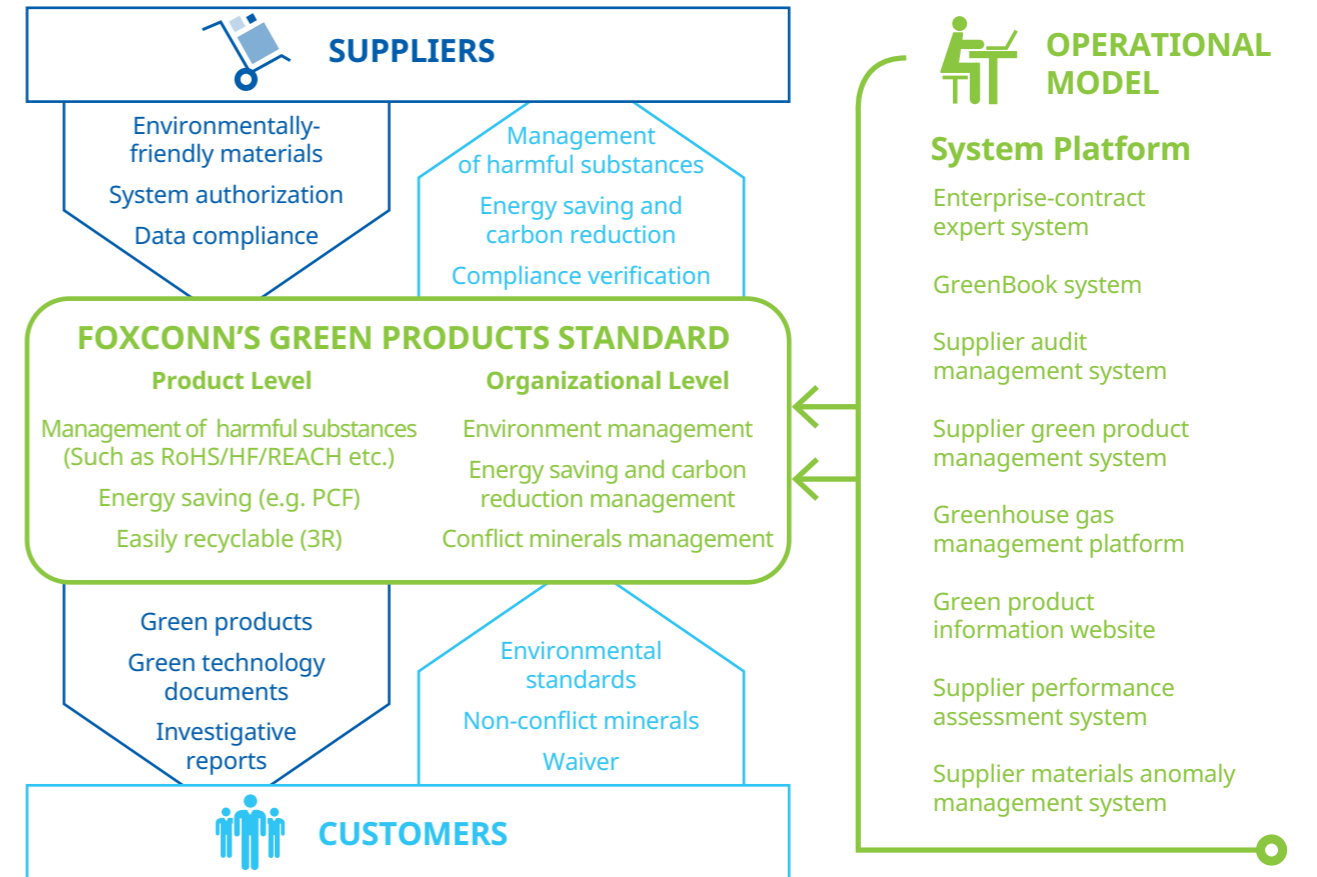 SUPPLIERS
Environmentally-
friendly materials
System authorization
Data compliance
Management
of harmful substances
Energy saving and
carbon reduction
Compliance verification
FOXCONN’S GREEN PRODUCTS STANDARD
Product Level
Management of harmful substances
(Such as RoHS/HF/REACH etc.)
Energy saving (e.g. PCF)
Easily recyclable (3R)
Organizational Level
Environment management
Energy saving and carbon
reduction management
Conflict minerals management
Green products
Green technology
documents
Investigative
reports
Environmental
standards
Non-conflict minerals
Waiver
CUSTOMERS
OPERATIONAL
MODEL
System Platform
Enterprise-contract
expert system
GreenBook system
Supplier audit
management system
Supplier green product
management system
Greenhouse gas
management platform
Green product
information website
Supplier performance
assessment system
Supplier materials anomaly
management system